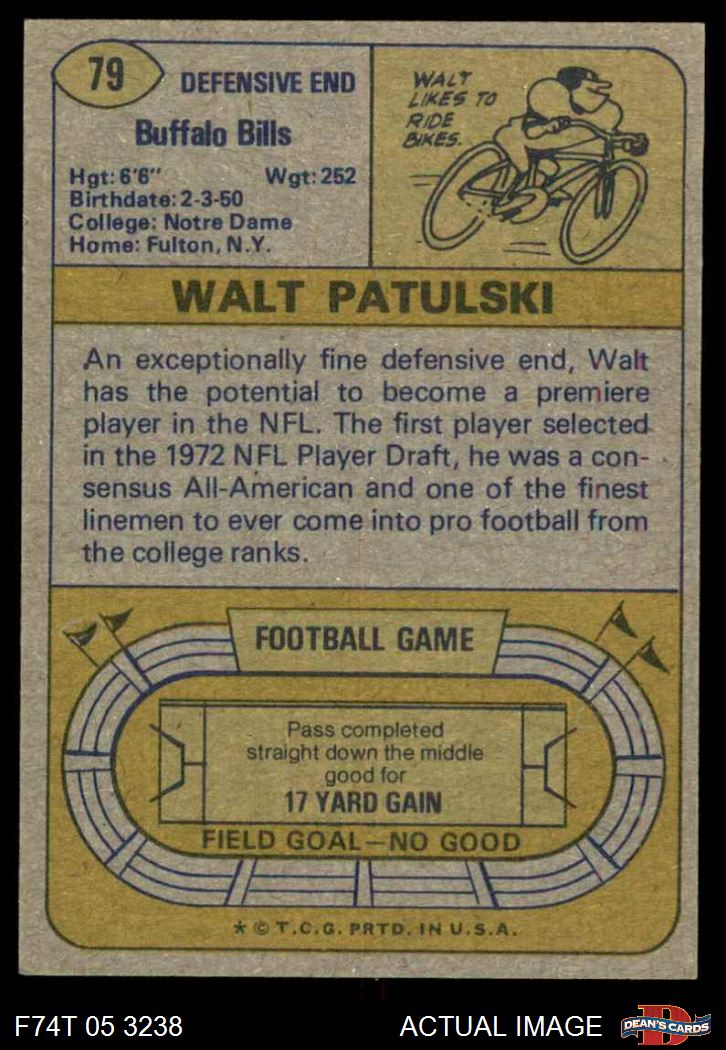 79
DEFENSIVE END
Buffalo Bills
Hgt: 6'6" Wgt: 252
Birthdate: 2-3-50
College: Notre Dame
Home: Fulton, N.Y.
WALT
LIKES TO
RIDE
BIKES.
WALT PATULSKI
An exceptionally fine defensive end, Walt
has the potential to become a premiere
player in the NFL. The first player selected
in the 1972 NFL Player Draft, he was a con-
sensus All-American and one of the finest
linemen to ever come into pro football from
the college ranks.
FOOTBALL GAME
Pass completed
straight down the middle
good for
17 YARD GAIN
FIELD GOAL—NO GOOD
* © T.C.G. PRTD. IN U.S.A.
F74T 05 3238
ACTUAL IMAGE
D
DEAN'S CARDS